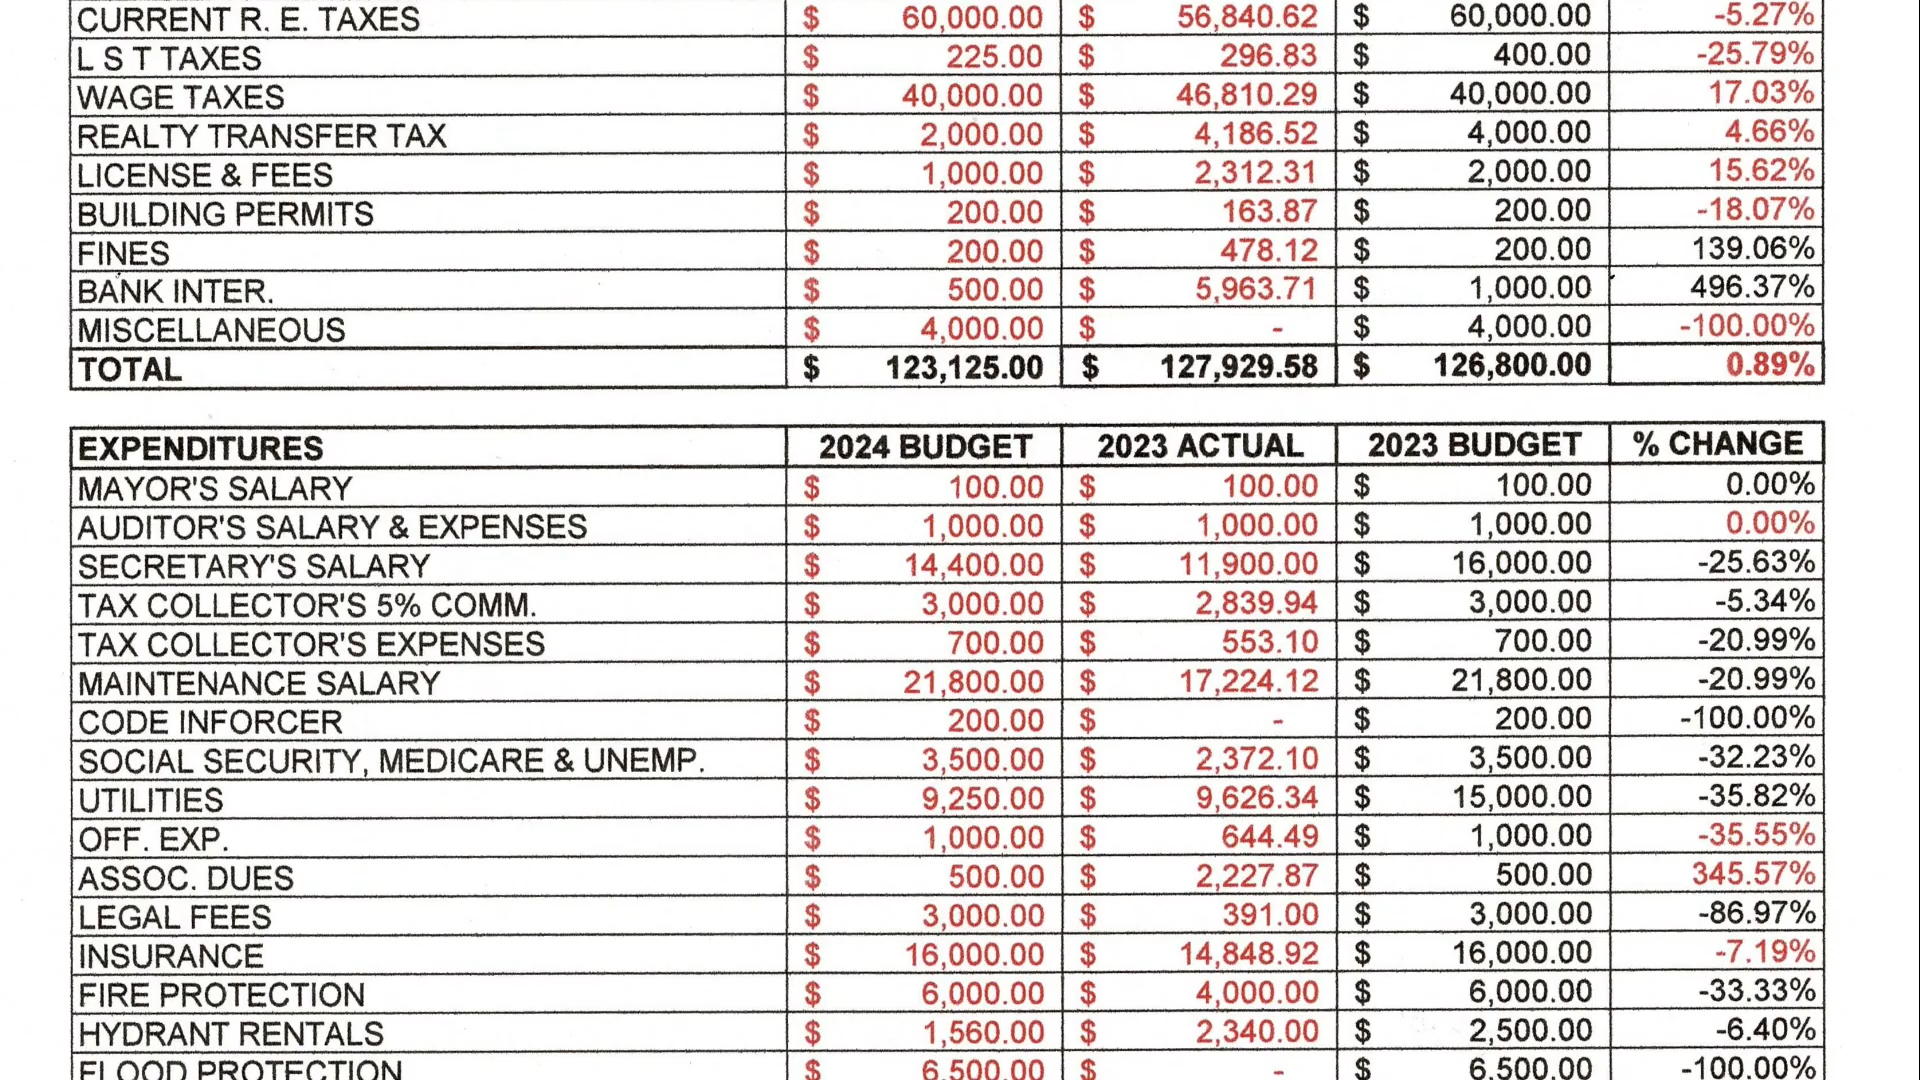 CURRENT R. E. TAXES $ 60,000.00 $ 56,840.62 $ 60,000.00 -5.27%
L S T TAXES $ 225.00 $ 296.83 $ 400.00 -25.79%
WAGE TAXES $ 40,000.00 $ 46,810.29 $ 40,000.00 17.03%
REALTY TRANSFER TAX $ 2,000.00 $ 4,186.52 $ 4,000.00 4.66%
LICENSE & FEES $ 1,000.00 $ 2,312.31 $ 2,000.00 15.62%
BUILDING PERMITS $ 200.00 $ 163.87 $ 200.00 -18.07%
FINES $ 200.00 $ 478.12 $ 200.00 139.06%
BANK INTER. $ 500.00 $ 5,963.71 $ 1,000.00 496.37%
MISCELLANEOUS $ 4,000.00 $ - $ 4,000.00 -100.00%
TOTAL $ 123,125.00 $ 127,929.58 $ 126,800.00 0.89%
EXPENDITURES 2024 BUDGET 2023 ACTUAL 2023 BUDGET % CHANGE
MAYOR'S SALARY $ 100.00 $ 100.00 $ 100.00 0.00%
AUDITOR'S SALARY & EXPENSES $ 1,000.00 $ 1,000.00 $ 1,000.00 0.00%
SECRETARY'S SALARY $ 14,400.00 $ 11,900.00 $ 16,000.00 -25.63%
TAX COLLECTOR'S 5% COMM. $ 3,000.00 $ 2,839.94 $ 3,000.00 -5.34%
TAX COLLECTOR'S EXPENSES $ 700.00 $ 553.10 $ 700.00 -20.99%
MAINTENANCE SALARY $ 21,800.00 $ 17,224.12 $ 21,800.00 -20.99%
CODE INFORCER $ 200.00 $ - $ 200.00 -100.00%
SOCIAL SECURITY, MEDICARE & UNEMP. $ 3,500.00 $ 2,372.10 $ 3,500.00 -32.23%
UTILITIES $ 9,250.00 $ 9,626.34 $ 15,000.00 -35.82%
OFF. EXP. $ 1,000.00 $ 644.49 $ 1,000.00 -35.55%
ASSOC. DUES $ 500.00 $ 2,227.87 $ 500.00 345.57%
LEGAL FEES $ 3,000.00 $ 391.00 $ 3,000.00 -86.97%
INSURANCE $ 16,000.00 $ 14,848.92 $ 16,000.00 -7.19%
FIRE PROTECTION $ 6,000.00 $ 4,000.00 $ 6,000.00 -33.33%
HYDRANT RENTALS $ 1,560.00 $ 2,340.00 $ 2,500.00 -6.40%
FLOOD PROTECTION $ 6,500.00 $ - $ 6,500.00 -100.00%